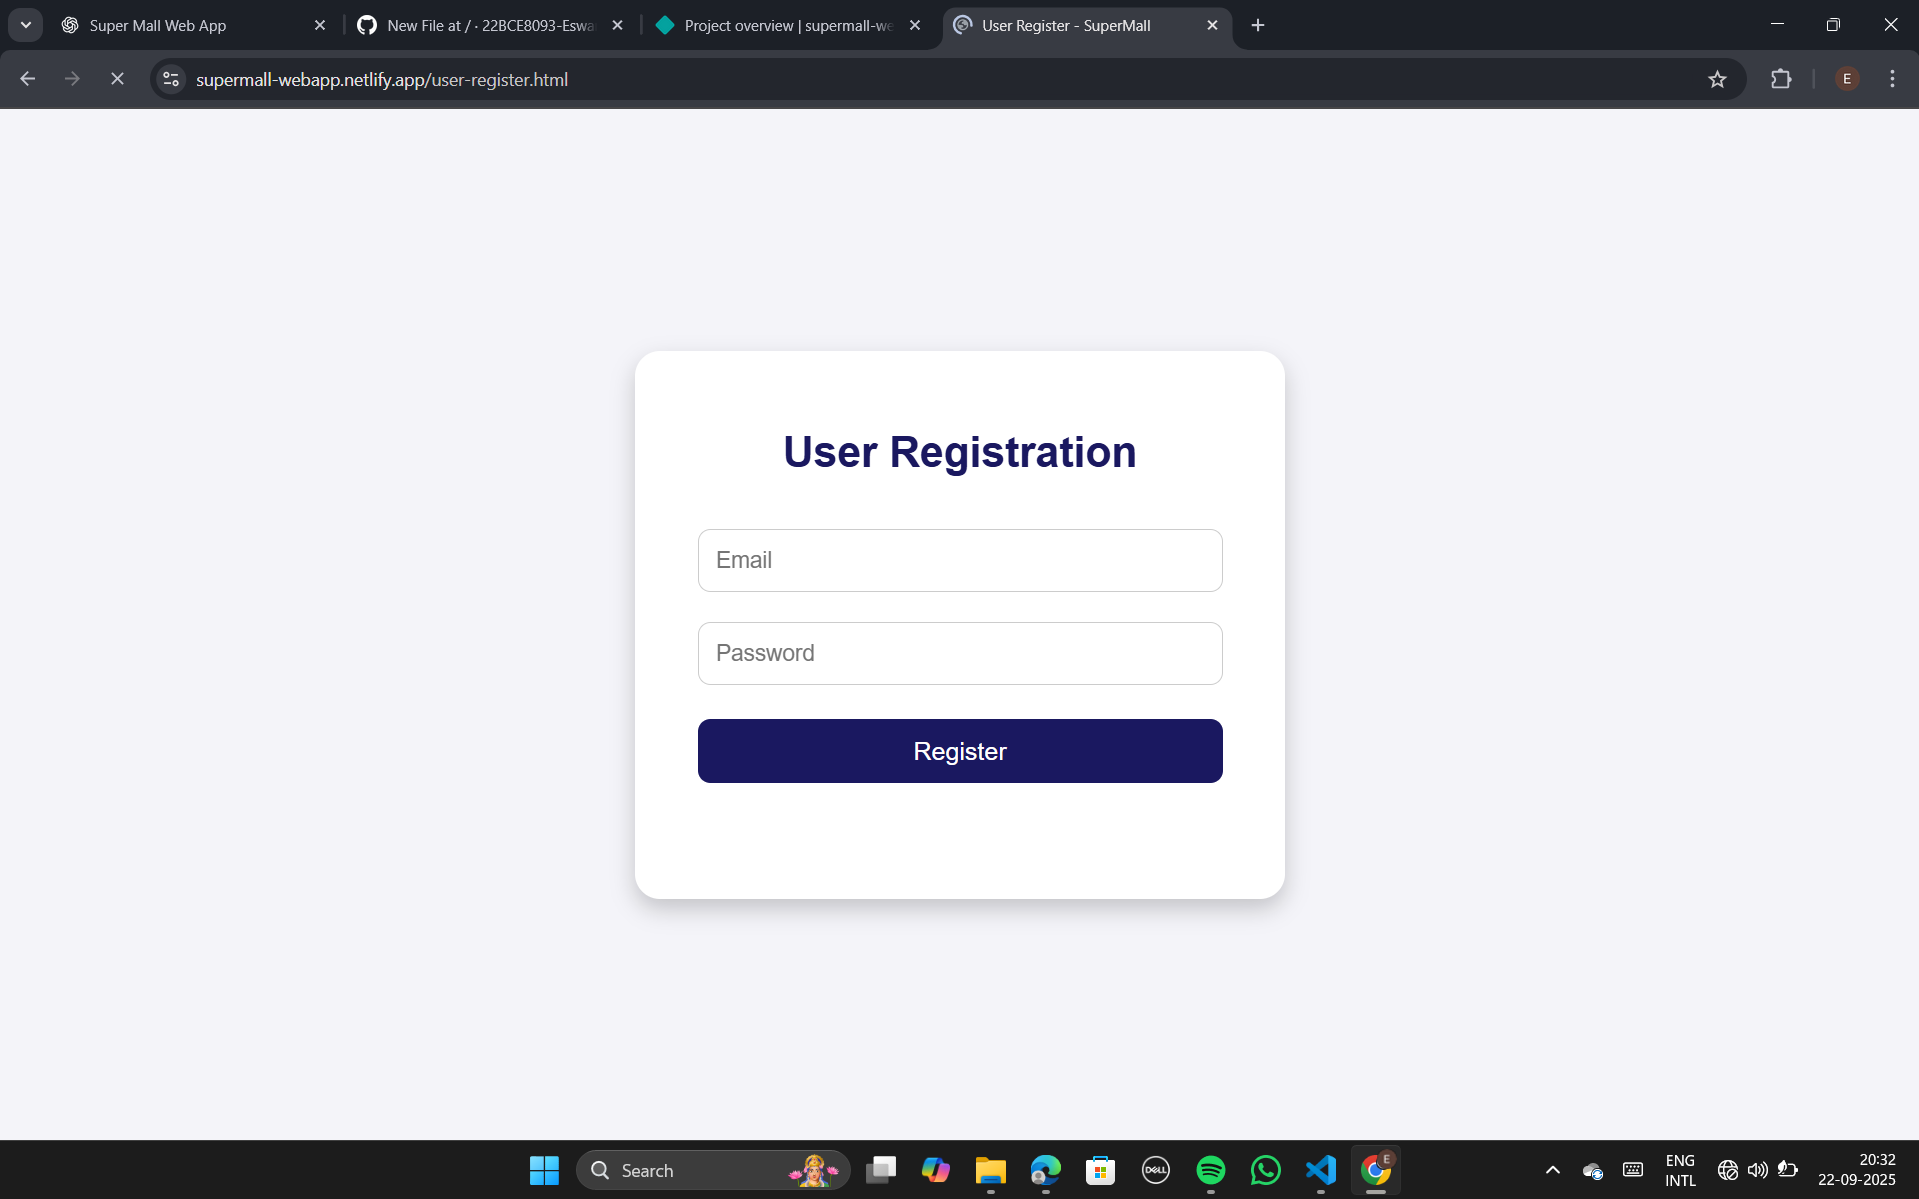 Super Mall Web App
New File at / · 22BCE8093-Eswa
Project overview | supermall-we
User Register - SuperMall
supermall-webapp.netlify.app/user-register.html
E
User Registration
Email
Password
Register
Search
DELL
E
ENG
INTL
20:32
22-09-2025